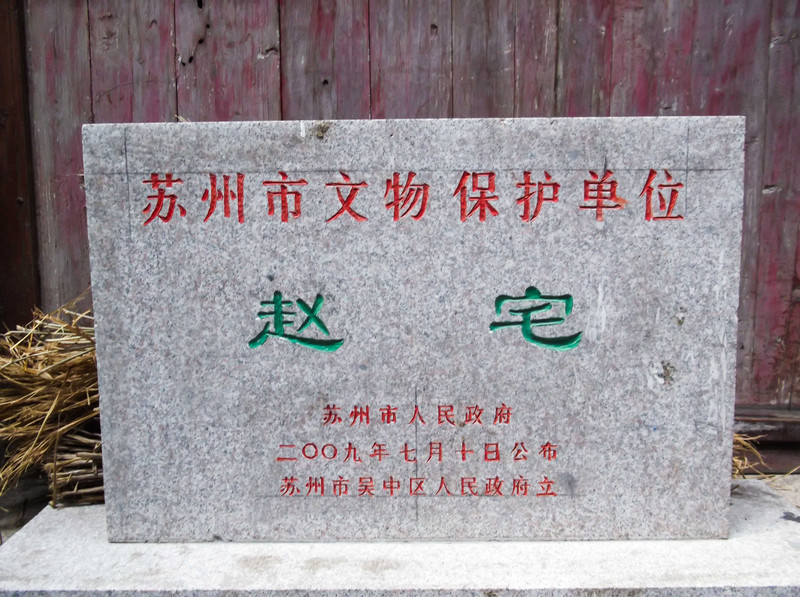 苏州市文物保护单位
赵宅
苏州市人民政府
二〇〇九年七月十日公布
苏州市吴中区人民政府立